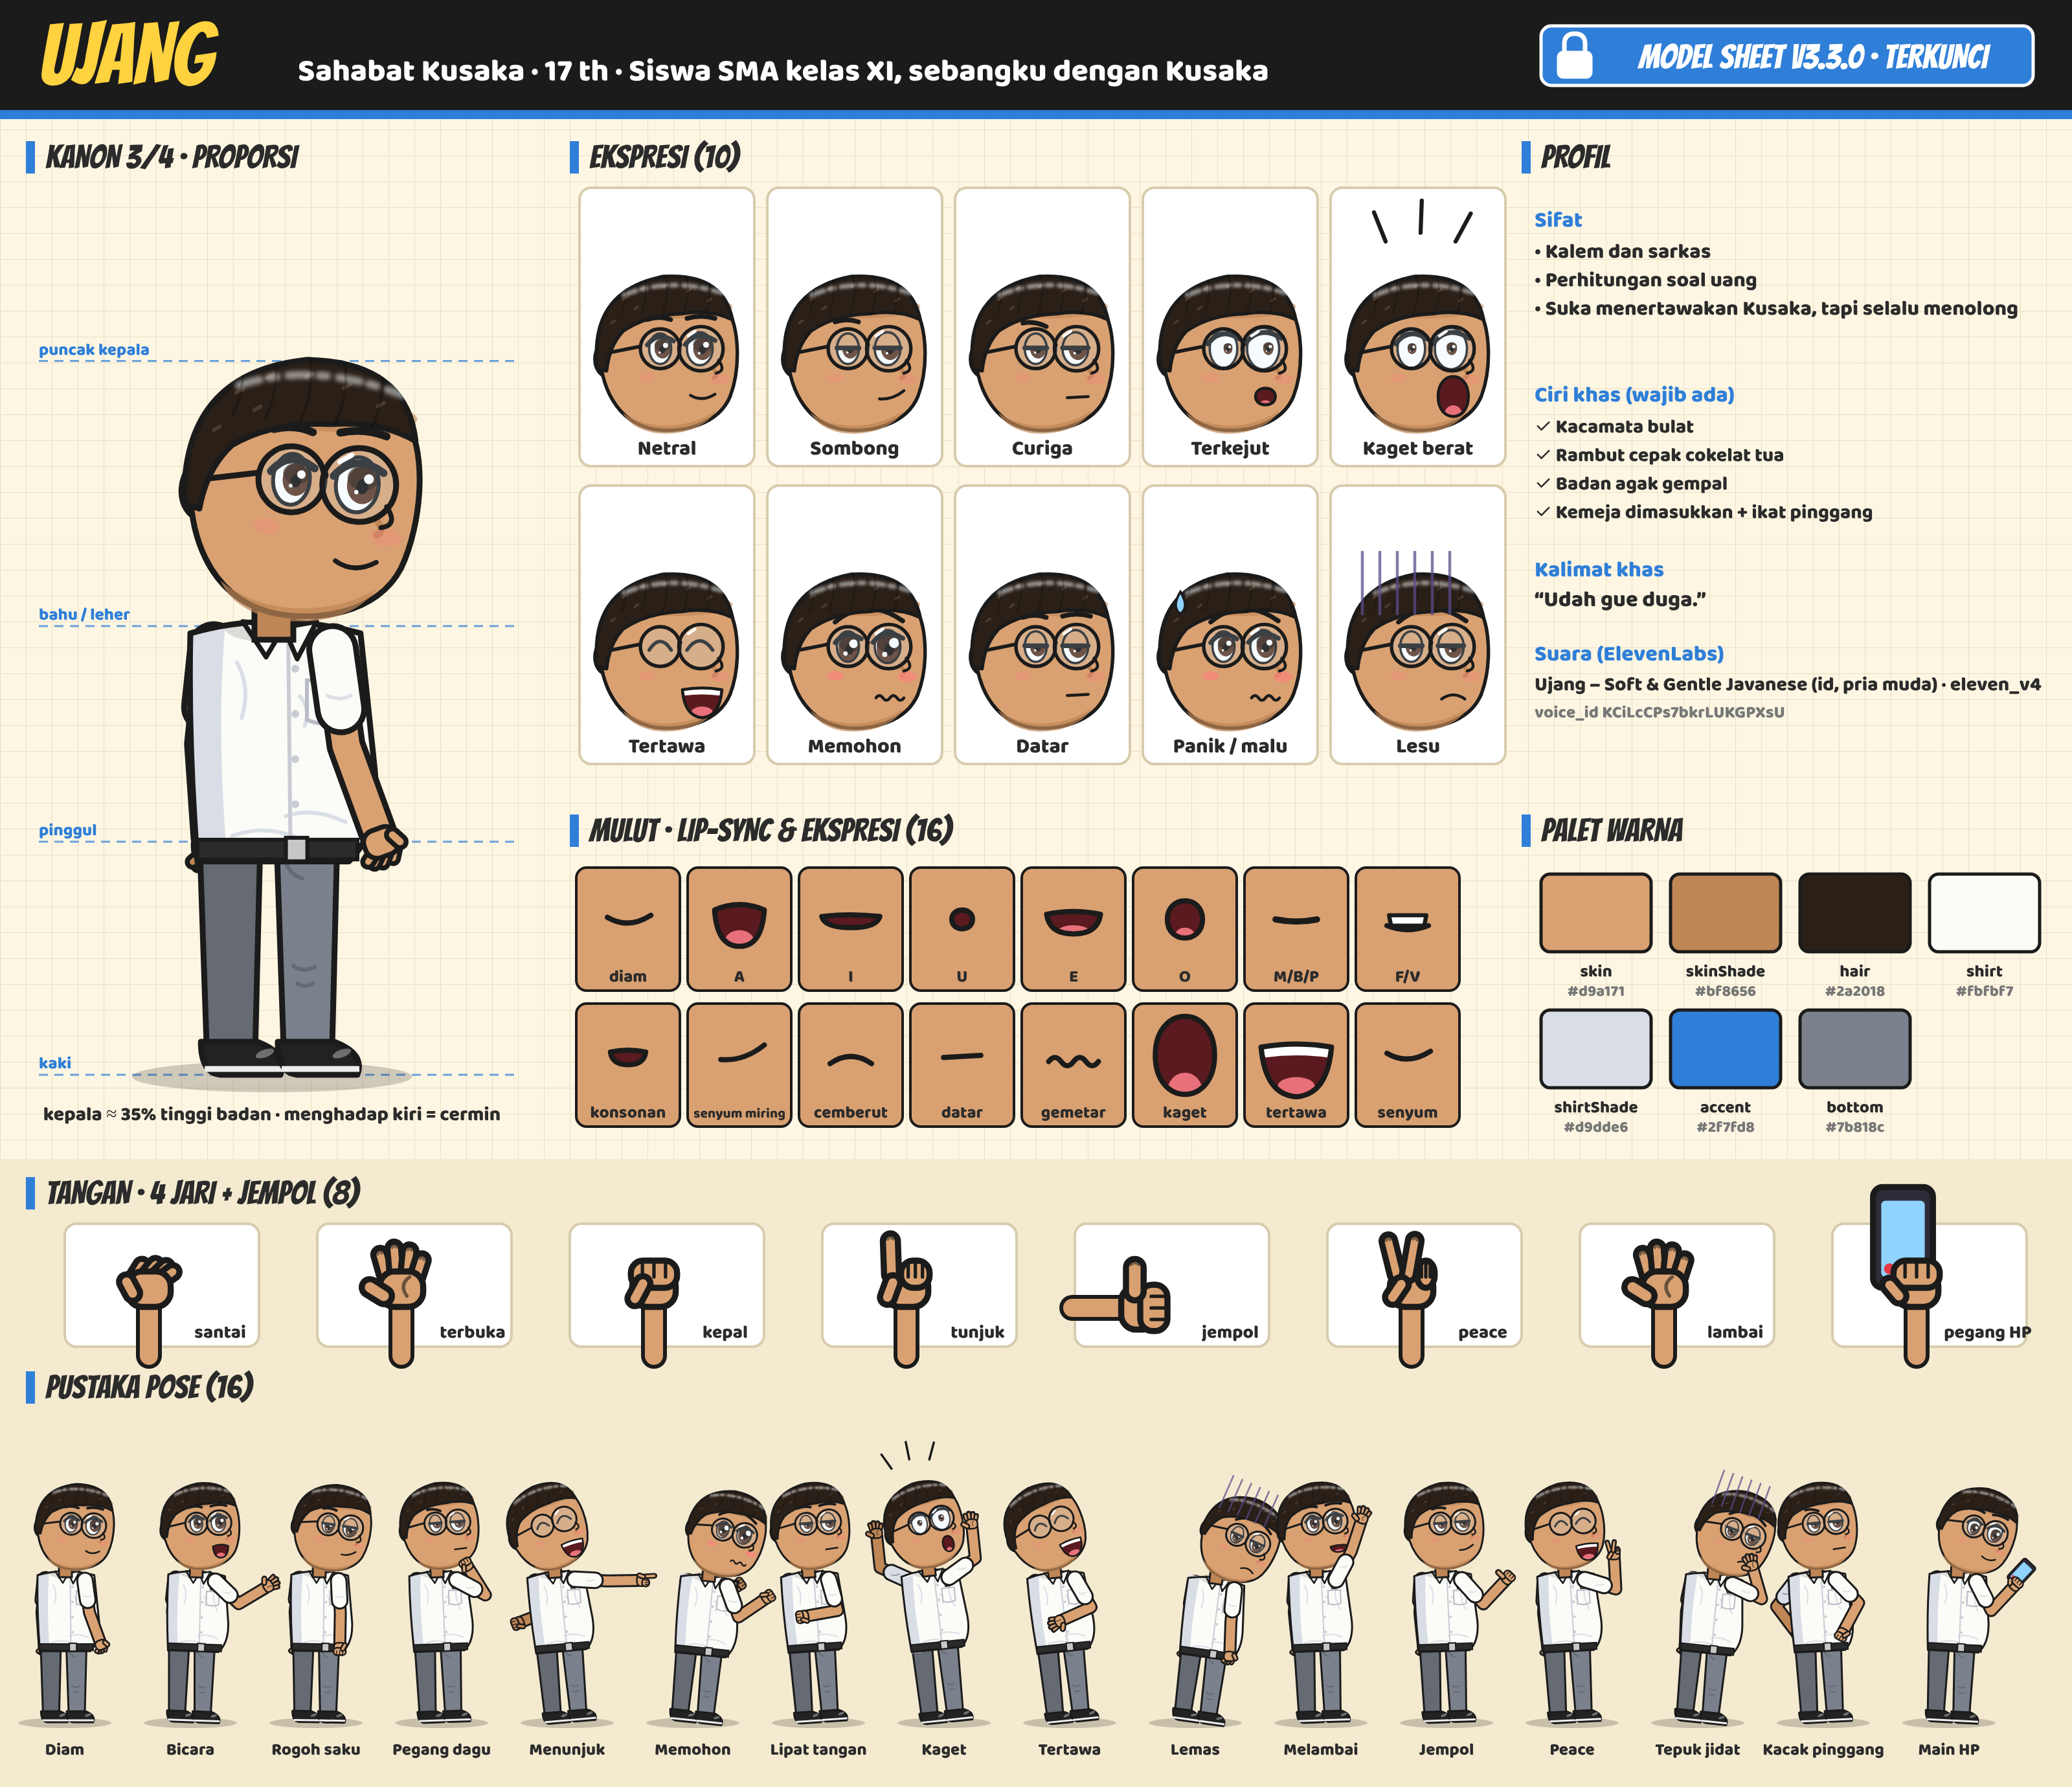 UJANG
Sahabat Kusaka · 17 th · Siswa SMA kelas XI, sebangku dengan Kusaka
MODEL SHEET V3.3.0 · TERKUNCI
KANON 3/4 · PROPORSI
puncak kepala
bahu / leher
pinggul
kaki
kepala ≈ 35% tinggi badan · menghadap kiri = cermin
EKSPRESI (10)
Netral
Sombong
Curiga
Terkejut
Kaget berat
Tertawa
Memohon
Datar
Panik / malu
Lesu
MULUT · LIP-SYNC & EKSPRESI (16)
diam
A
I
U
E
O
M/B/P
F/V
konsonan
senyum miring
cemberut
datar
gemetar
kaget
tertawa
senyum
PROFIL
Sifat
• Kalem dan sarkas
• Perhitungan soal uang
• Suka menertawakan Kusaka, tapi selalu menolong
Ciri khas (wajib ada)
✓ Kacamata bulat
✓ Rambut cepak cokelat tua
✓ Badan agak gempal
✓ Kemeja dimasukkan + ikat pinggang
Kalimat khas
“Udah gue duga.”
Suara (ElevenLabs)
Ujang – Soft & Gentle Javanese (id, pria muda) · eleven_v4
voice_id KCiLcCPs7bkrLUKGPXsU
PALET WARNA
skin
#d9a171
skinShade
#bf8656
hair
#2a2018
shirt
#fbfbf7
shirtShade
#d9dde6
accent
#2f7fd8
bottom
#7b818c
TANGAN · 4 JARI + JEMPOL (8)
santai
terbuka
kepal
tunjuk
jempol
peace
lambai
pegang HP
PUSTAKA POSE (16)
Diam
Bicara
Rogoh saku
Pegang dagu
Menunjuk
Memohon
Lipat tangan
Kaget
Tertawa
Lemas
Melambai
Jempol
Peace
Tepuk jidat
Kacak pinggang
Main HP